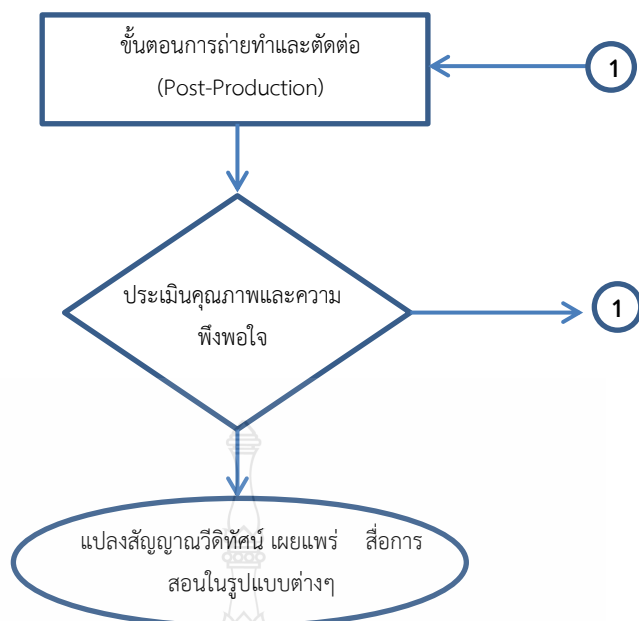 ขั้นตอนการถ่ายทำและตัดต่อ
(Post-Production)
1
ประเมินคุณภาพและความ
พึงพอใจ
1
แปลงสัญญาณวีดิทัศน์ เผยแพร่ สื่อการ
สอนในรูปแบบต่างๆ